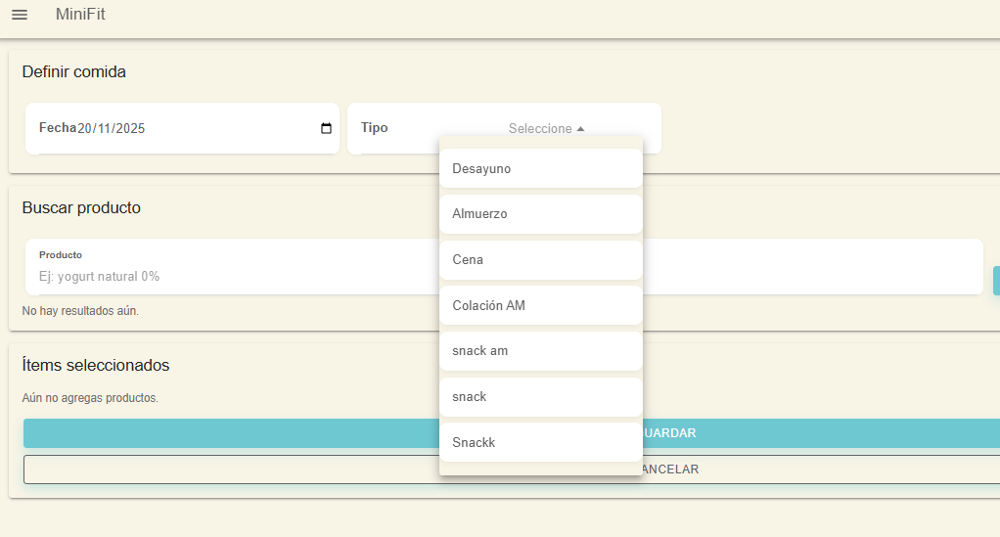 MiniFit
Definir comida
Fecha 20/11/2025
Tipo Seleccione
Desayuno
Almuerzo
Cena
Colación AM
snack am
snack
Snackk
Buscar producto
Producto
Ej: yogurt natural 0%
No hay resultados aún.
Ítems seleccionados
Aún no agregas productos.
UARDAR
ANCELAR